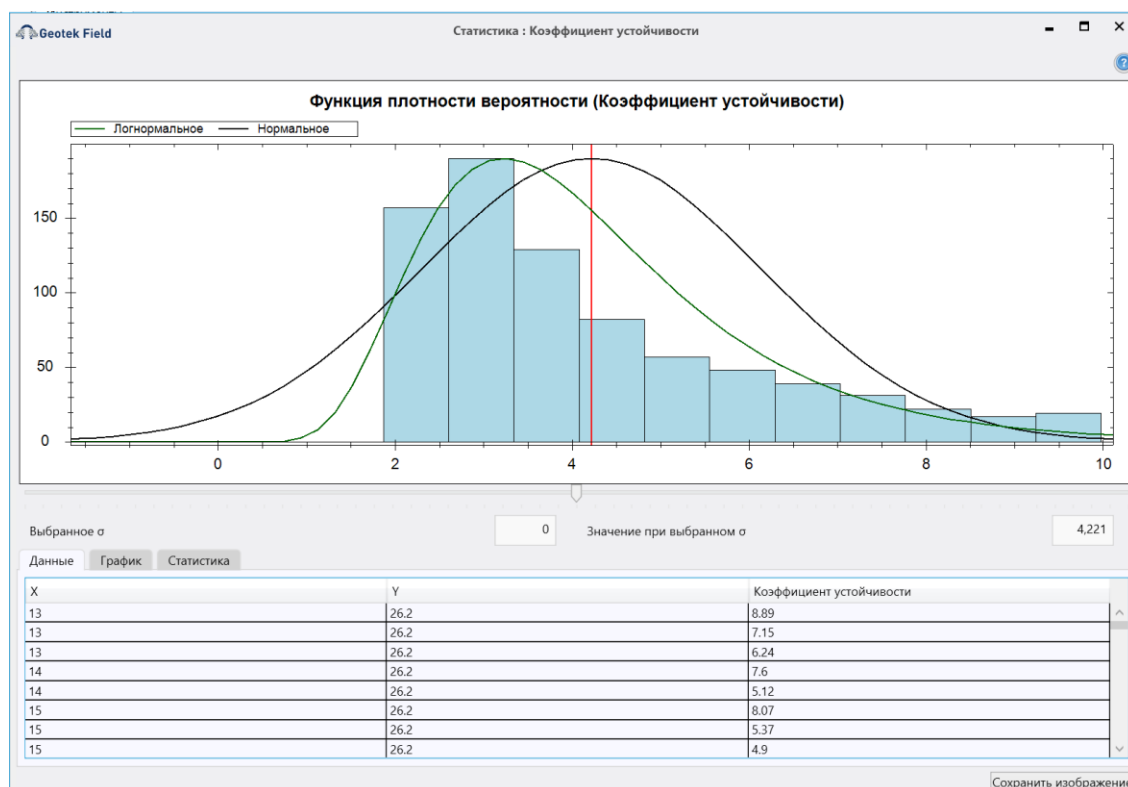 Geotek Field
Статистика : Коэффициент устойчивости
Функция плотности вероятности (Коэффициент устойчивости)
Логнормальное Нормальное
150
100
50
0
0 2 4 6 8 10
Выбранное σ 0 Значение при выбранном σ 4,221
Данные График Статистика
X Y Коэффициент устойчивости
13 26.2 8.89
13 26.2 7.15
13 26.2 6.24
14 26.2 7.6
14 26.2 5.12
15 26.2 8.07
15 26.2 5.37
15 26.2 4.9
Сохранить изображение